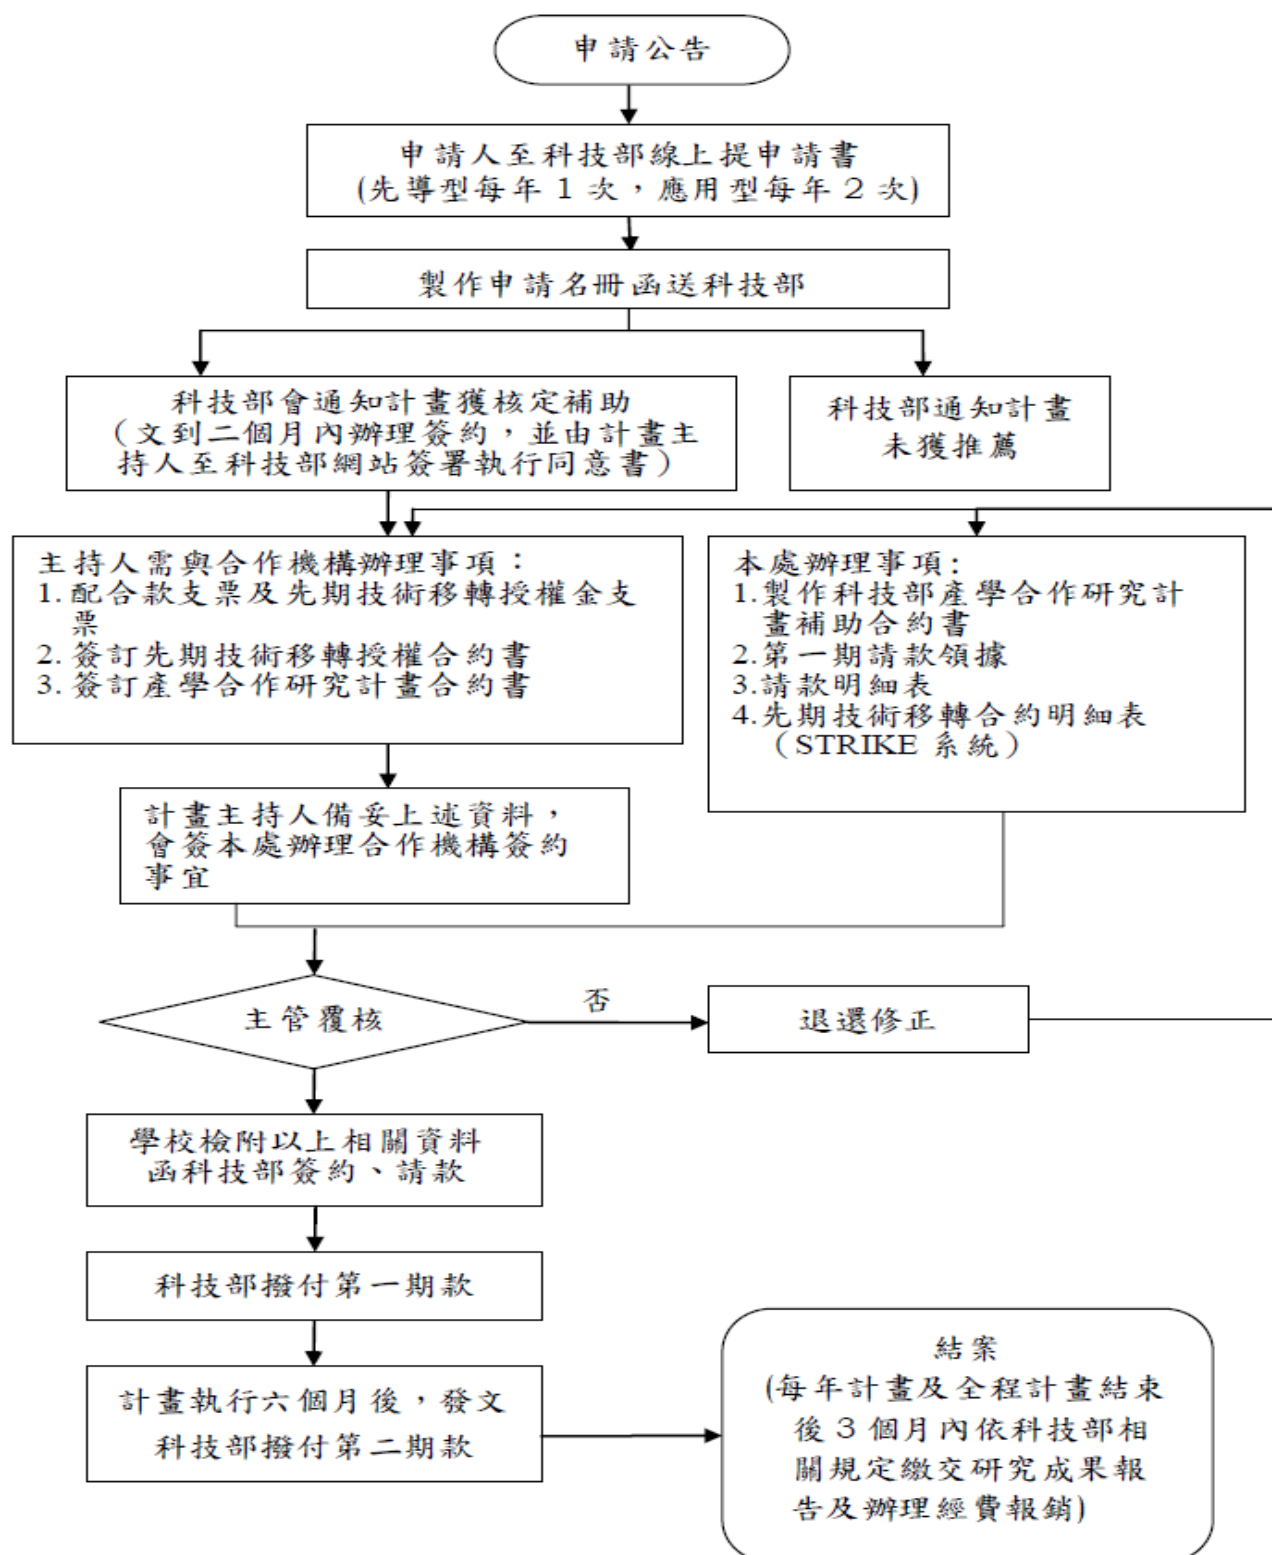 申請公告
申請人至科技部線上提申請書
(先導型每年 1 次，應用型每年 2 次)
製作申請名冊函送科技部
科技部會通知計畫獲核定補助
（文到二個月內辦理簽約，並由計畫主
持人至科技部網站簽署執行同意書）
科技部通知計畫
未獲推薦
主持人需與合作機構辦理事項：
1. 配合款支票及先期技術移轉授權金支
票
2. 簽訂先期技術移轉授權合約書
3. 簽訂產學合作研究計畫合約書
本處辦理事項:
1.製作科技部產學合作研究計
畫補助合約書
2.第一期請款領據
3.請款明細表
4.先期技術移轉合約明細表
（STRIKE 系統）
計畫主持人備妥上述資料，
會簽本處辦理合作機構簽約
事宜
主管覆核
否
退還修正
學校檢附以上相關資料
函科技部簽約、請款
科技部撥付第一期款
計畫執行六個月後，發文
科技部撥付第二期款
結案
(每年計畫及全程計畫結束
後 3 個月內依科技部相
關規定繳交研究成果報
告及辦理經費報銷)